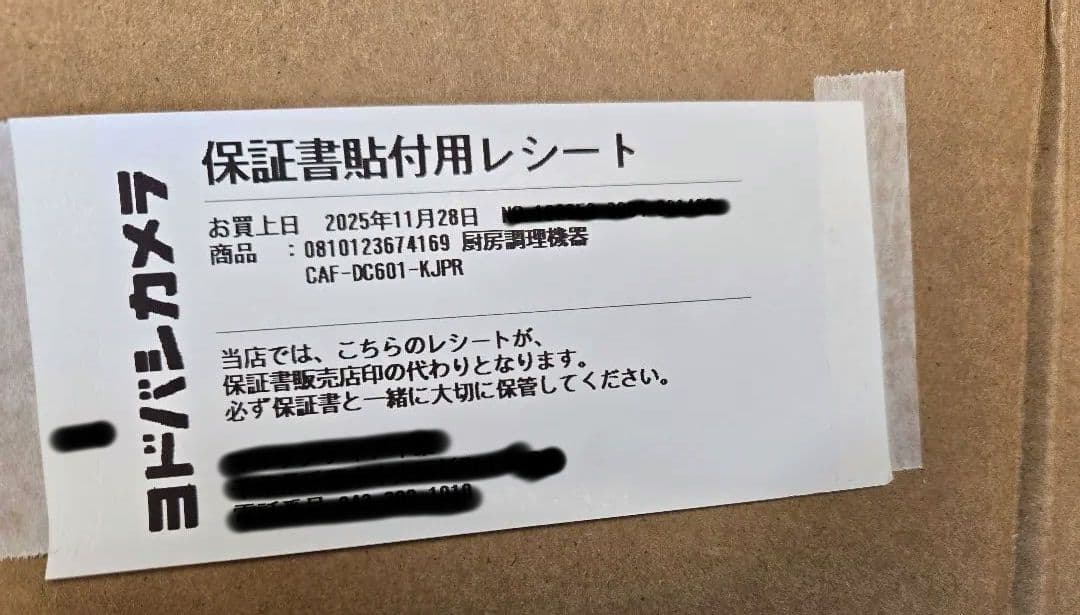 ヨドバシカメラ
保証書貼付用レシート
お買上日 2025年11月28日
商品 :0810123674169 厨房調理機器
CAF-DC601-KJPR
当店では、こちらのレシートが、
保証書販売店印の代わりとなります。
必ず保証書と一緒に大切に保管してください。